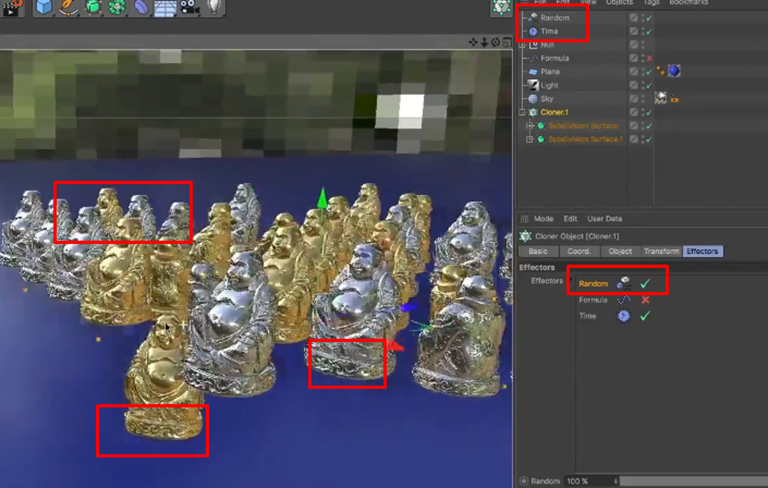 File Edit View Objects Tags Bookmarks
Random
Time
Null
Formula
Plane
Light
Sky
Cloner.1
Subdivision Surface
Subdivision Surface.1
Mode Edit User Data
Cloner Object [Cloner.1]
Basic Coord. Object Transform Effectors
Effectors
Effectors Random
Formula
Time
Random 100 %